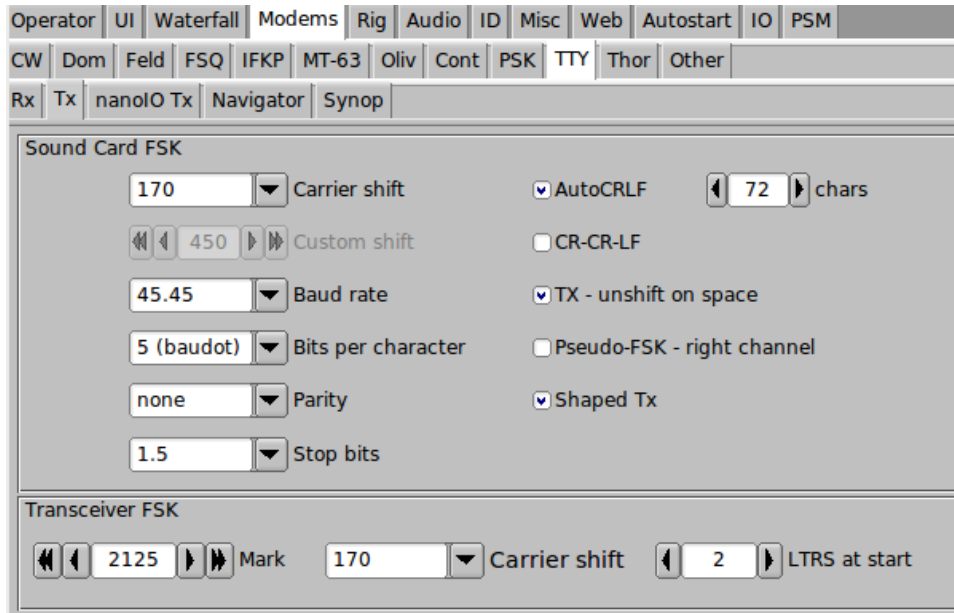 Operator UI Waterfall Modems Rig Audio ID Misc Web Autostart IO PSM
CW Dom Feld FSQ IFKP MT-63 Oliv Cont PSK TTY Thor Other
Rx Tx nanoIO Tx Navigator Synop
Sound Card FSK
170 Carrier shift AutoCRLF 72 chars
450 Custom shift CR-CR-LF
45.45 Baud rate TX - unshift on space
5 (baudot) Bits per character Pseudo-FSK - right channel
none Parity Shaped Tx
1.5 Stop bits
Transceiver FSK
2125 Mark 170 Carrier shift 2 LTRS at start